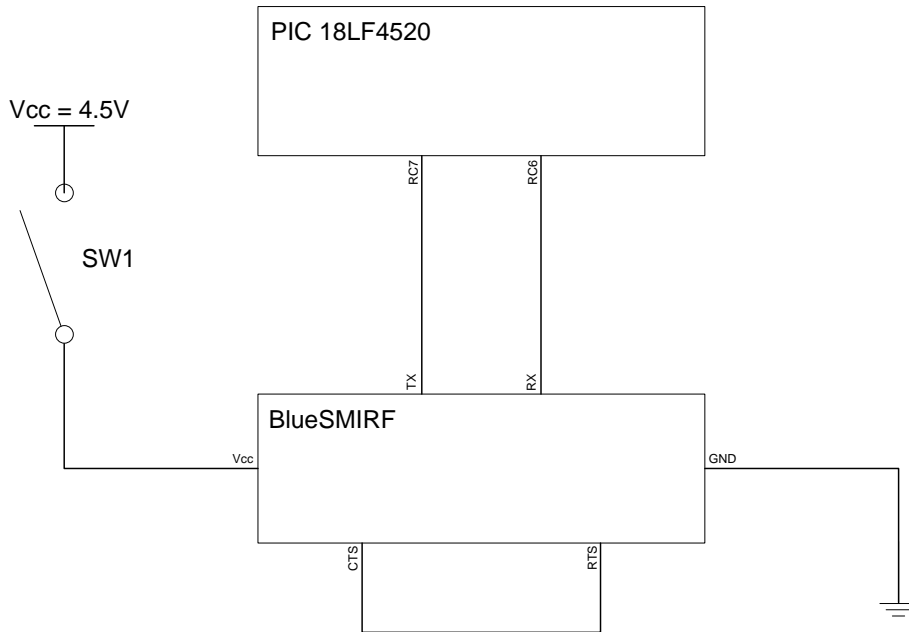 PIC 18LF4520
Vcc = 4.5V
RC7
RC6
SW1
TX
RX
BlueSMIRF
Vcc
GND
CTS
RTS